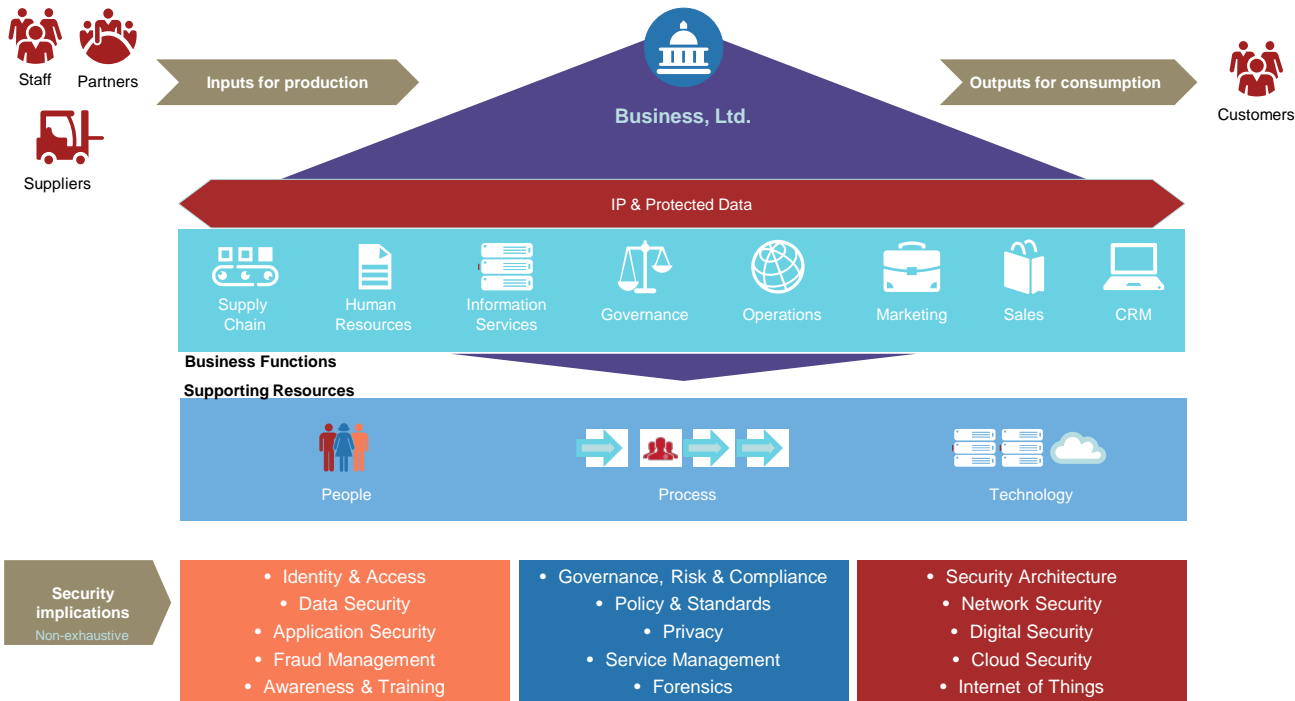 Staff
Partners
Suppliers
Inputs for production
Business, Ltd.
Outputs for consumption
Customers
IP & Protected Data
Supply
Chain
Human
Resources
Information
Services
Governance
Operations
Marketing
Sales
CRM
Business Functions
Supporting Resources
People
Process
Technology
Security
implications
Non-exhaustive
• Identity & Access
• Data Security
• Application Security
• Fraud Management
• Awareness & Training
• Governance, Risk & Compliance
• Policy & Standards
• Privacy
• Service Management
• Forensics
• Security Architecture
• Network Security
• Digital Security
• Cloud Security
• Internet of Things